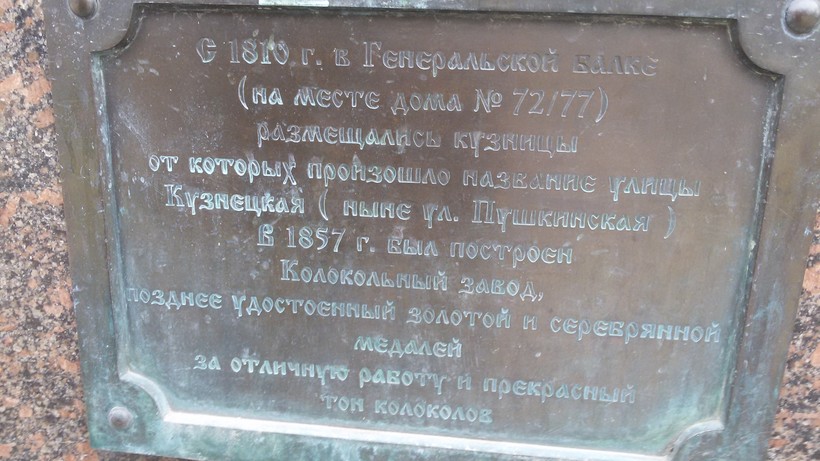 С 1810 г. в Генеральской балке
(на месте дома № 72/77)
размещались кузницы
от которых произошло название улицы
Кузнецкая ( ныне ул. Пушкинская )
В 1857 г. был построен
Колокольный завод,
позднее удостоенный золотой и серебрянной
медалей
за отличную работу и прекрасный
тон колоколов